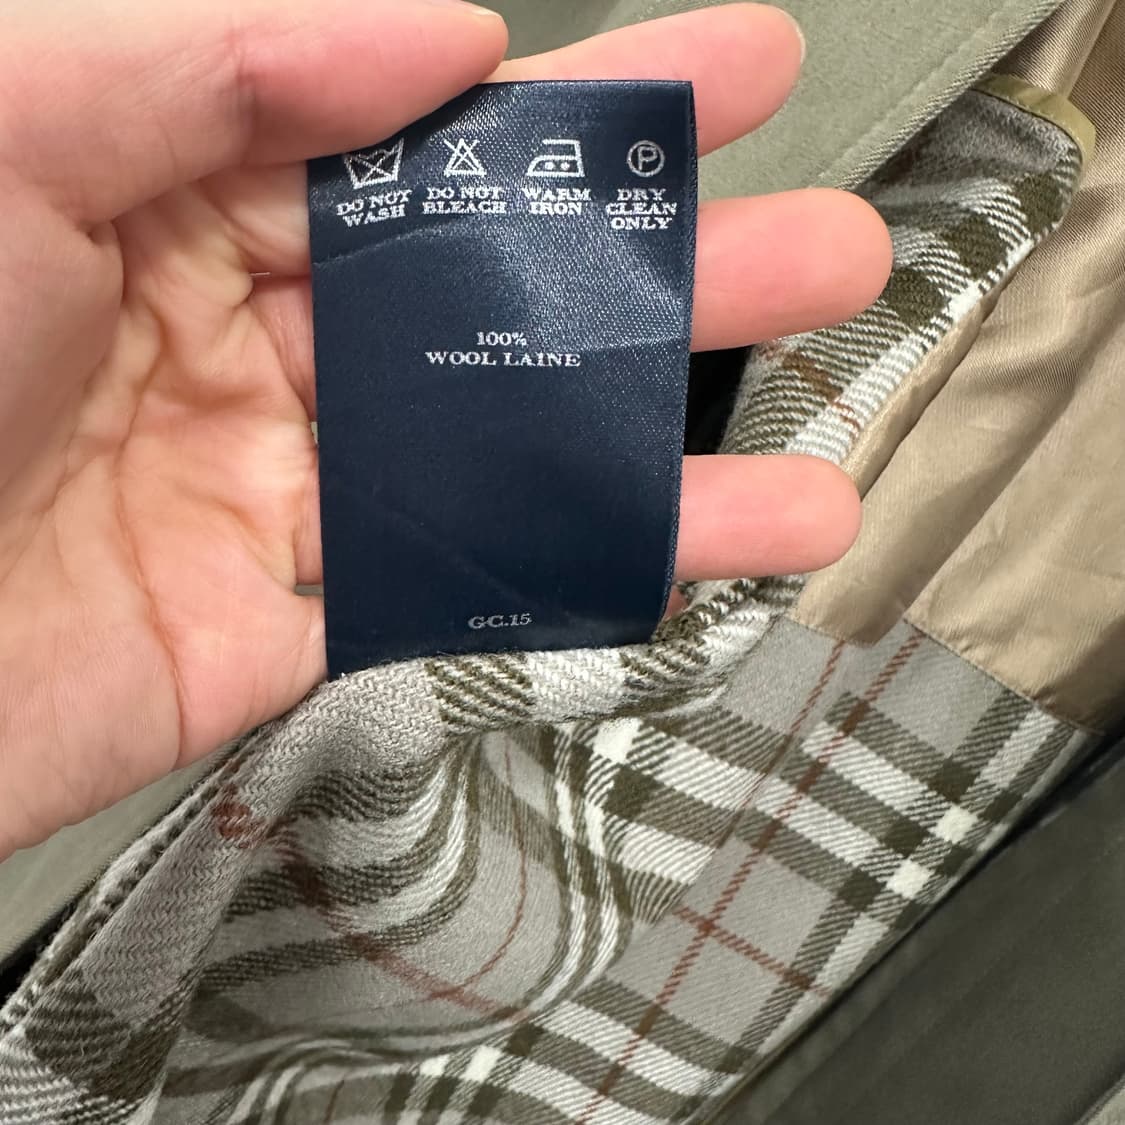 DO NOT
WASH
DO NOT
BLEACH
WARM
IRON
P
DRY
CLEAN
ONLY
100%
WOOL LAINE
GC.15